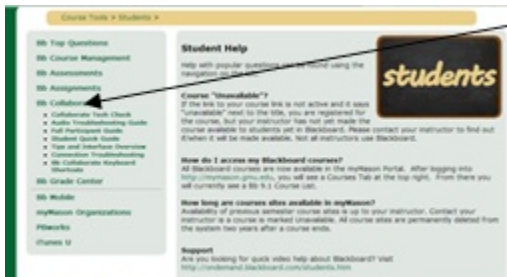 Course Tools > Students >
Bb Top Questions
Bb Course Management
Bb Assessments
Bb Assignments
Bb Collaborate
Collaborate Tech Check
Audio Troubleshooting Guide
Full Participant Guide
Student Quick Guide
Tips and Interface Overview
Connection Troubleshooting
Bb Collaborate Keyboard
Shortcuts
Bb Grade Center
Bb Mobile
myMason Organizations
PBworks
iTunes U
Student Help
Help with popular questions can be found using the
navigation on the
students
Course "Unavailable"?
If the link to your course link is not active and it says
"unavailable" next to the title, you are registered for
the course, but your instructor has not yet made the
course available to students yet in Blackboard. Please contact your instructor to find out
if/when it will be made available. Not all instructors use Blackboard.
How do I access my Blackboard courses?
All Blackboard courses are now available in the myMason Portal. After logging into
http://mymason.gmu.edu, you will see a Courses Tab at the top right. From there you
will currently see a Bb 9.1 Course List.
How long are courses sites available in myMason?
Availability of previous semester course sites is up to your instructor. Contact your
instructor is a course is marked Unavailable. All course sites are permanently deleted from
the system two years after a course ends.
Support
Are you looking for quick video help about Blackboard? Visit
http://ondemand.blackboard.com/students.htm